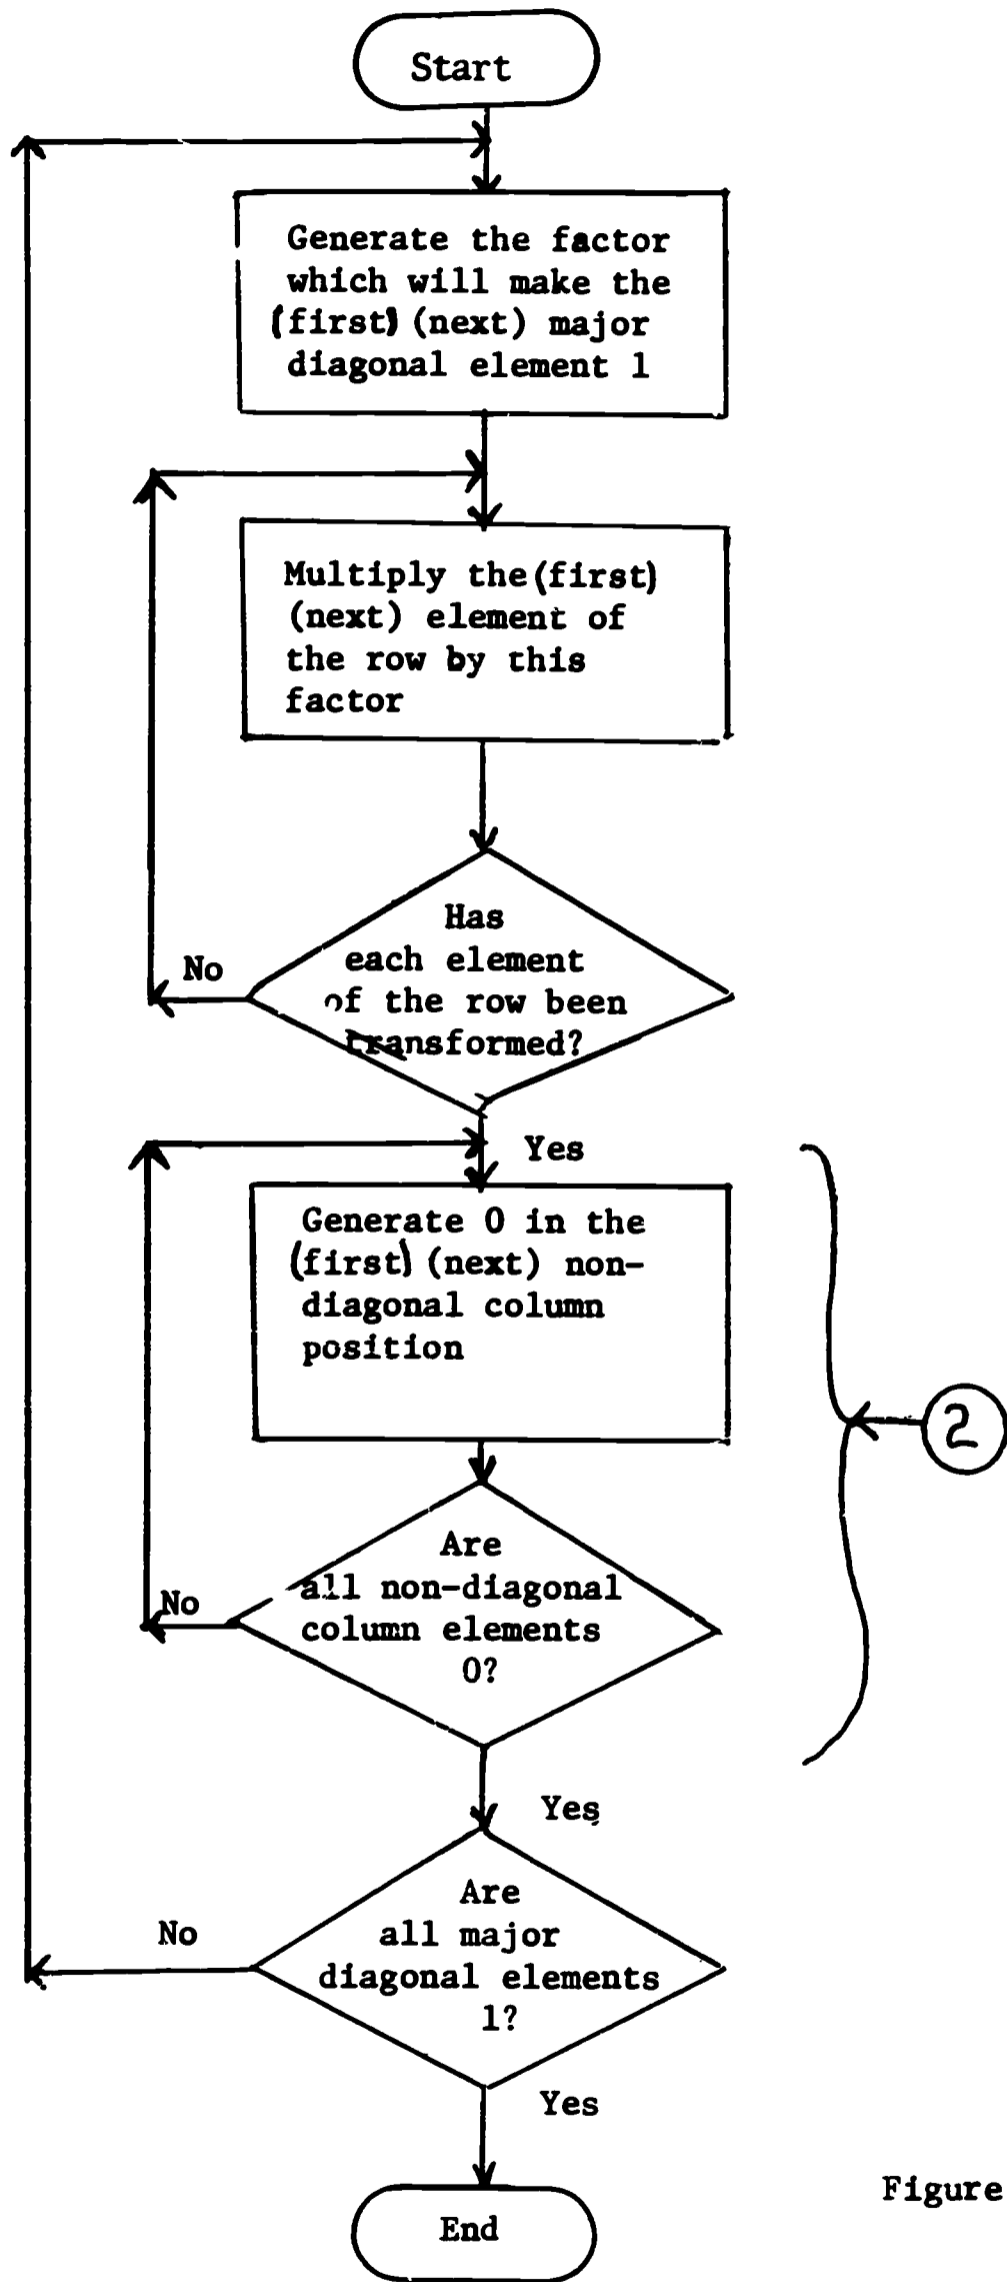 Start
Generate the factor
which will make the
(first) (next) major
diagonal element 1
Multiply the (first)
(next) element of
the row by this
factor
Has
each element
of the row been
transformed?
No
Yes
Generate 0 in the
(first) (next) non-
diagonal column
position
2
Are
all non-diagonal
column elements
0?
No
Yes
Are
all major
diagonal elements
1?
No
Yes
End
Figure